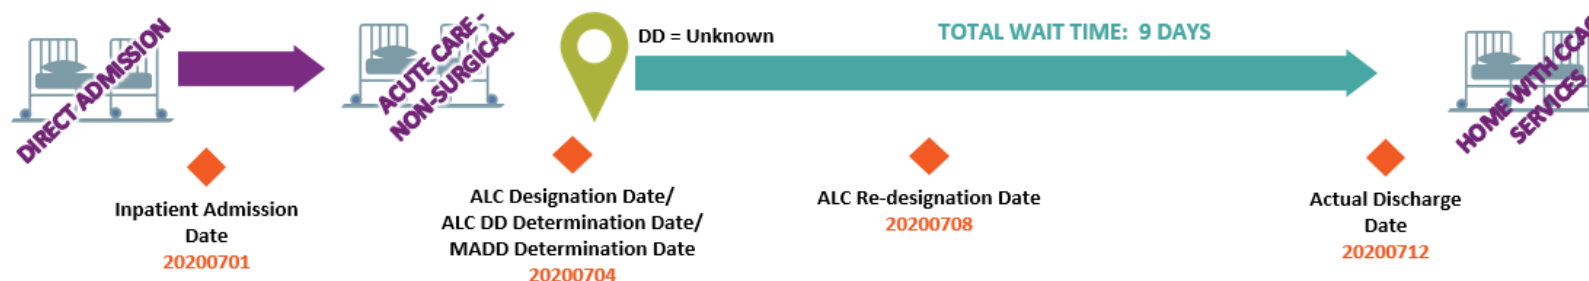 DIRECT ADMISSION
ACUTE CARE -
NON-SURGICAL
DD = Unknown
TOTAL WAIT TIME: 9 DAYS
HOME WITH CCAC
SERVICES
Inpatient Admission
Date
20200701
ALC Designation Date/
ALC DD Determination Date/
MADD Determination Date
20200704
ALC Re-designation Date
20200708
Actual Discharge
Date
20200712